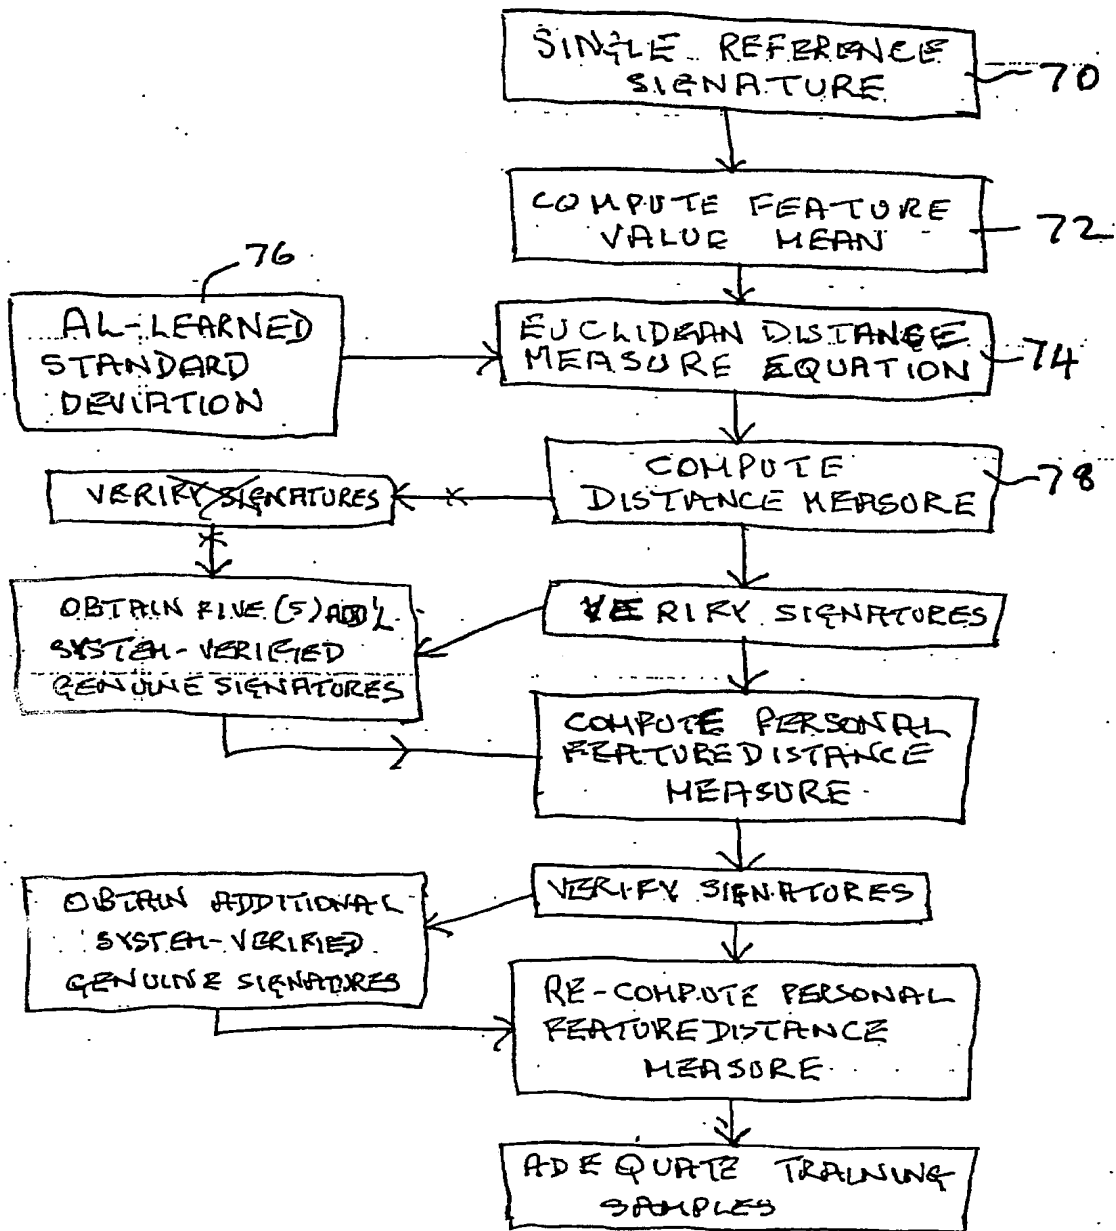 SINGLE REFERENCE
SIGNATURE
70
COMPUTE FEATURE
VALUE MEAN
72
76
AL-LEARNED
STANDARD
DEVIATION
EUCLIDEAN DISTANCE
MEASURE EQUATION
74
COMPUTE
DISTANCE MEASURE
78
VERIFY SIGNATURES
OBTAIN FIVE (5) ADD'L
SYSTEM-VERIFIED
GENUINE SIGNATURES
VERIFY SIGNATURES
COMPUTE PERSONAL
FEATURE DISTANCE
MEASURE
VERIFY SIGNATURES
OBTAIN ADDITIONAL
SYSTEM-VERIFIED
GENUINE SIGNATURES
RE-COMPUTE PERSONAL
FEATURE DISTANCE
MEASURE
ADEQUATE TRAINING
SAMPLES